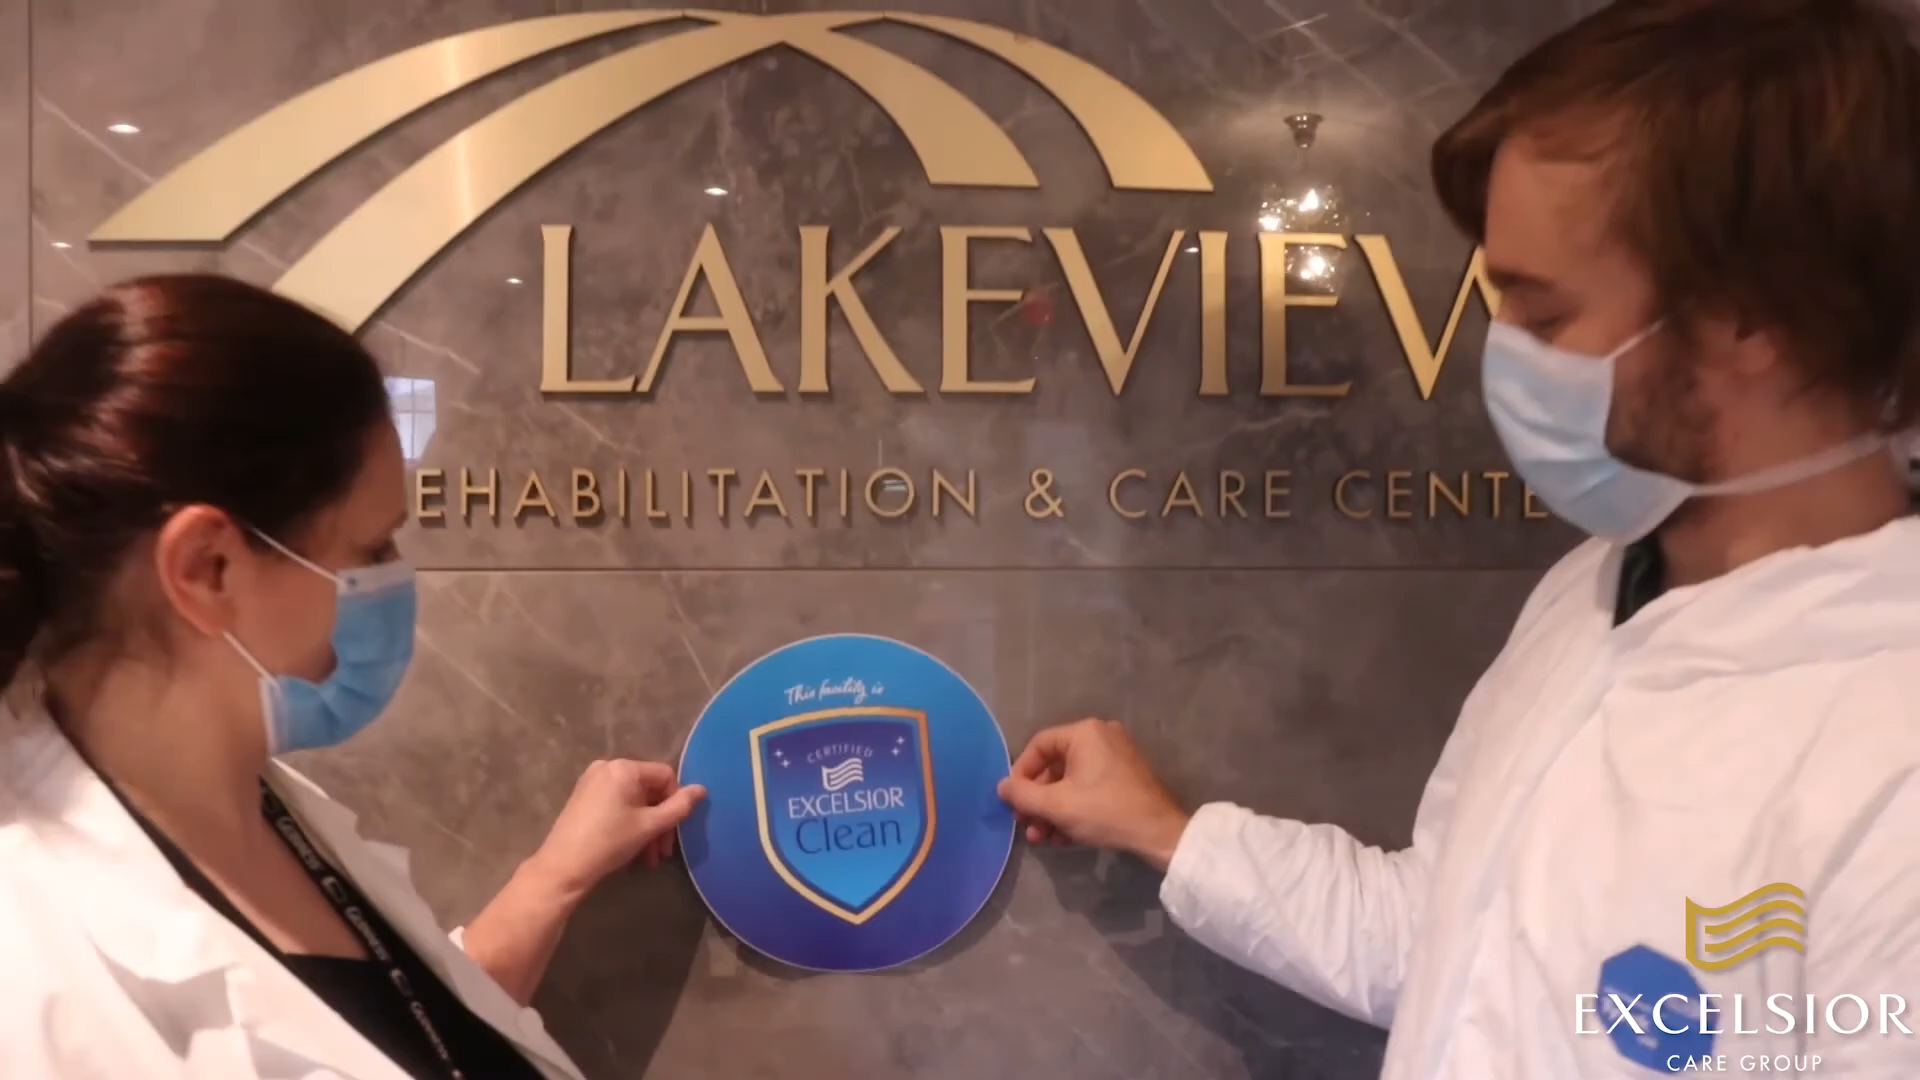 LAKEVIEW
EHABILITATION & CARE CENTE
This facility is
CERTIFIED
EXCELSIOR
Clean
EXCELSIOR
CARE GROUP